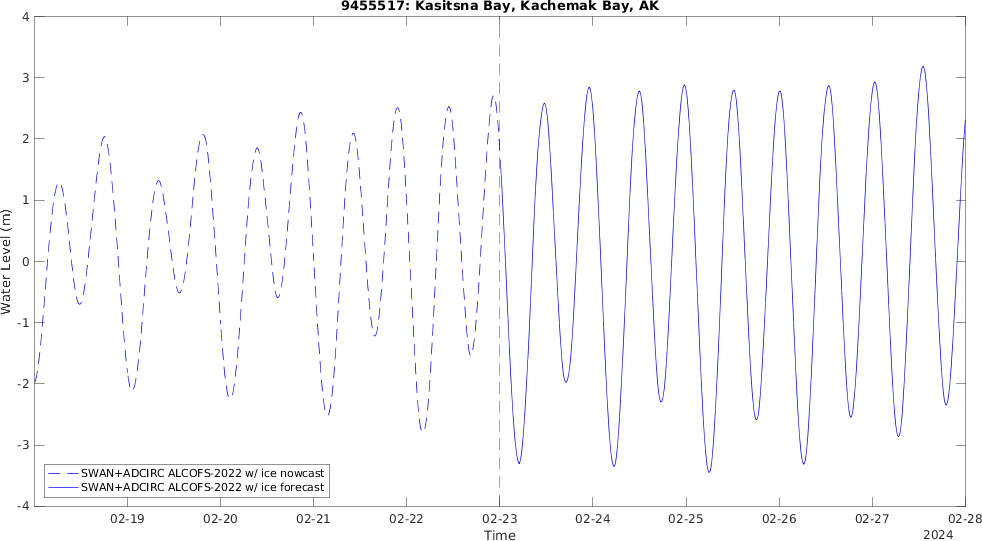 9455517: Kasitsna Bay, Kachemak Bay, AK
4
3
2
1
0
-1
-2
-3
-4
Water Level (m)
SWAN+ADCIRC ALCOFS-2022 w/ ice nowcast
SWAN+ADCIRC ALCOFS-2022 w/ ice forecast
02-19 02-20 02-21 02-22 02-23 02-24 02-25 02-26 02-27 02-28
Time
2024